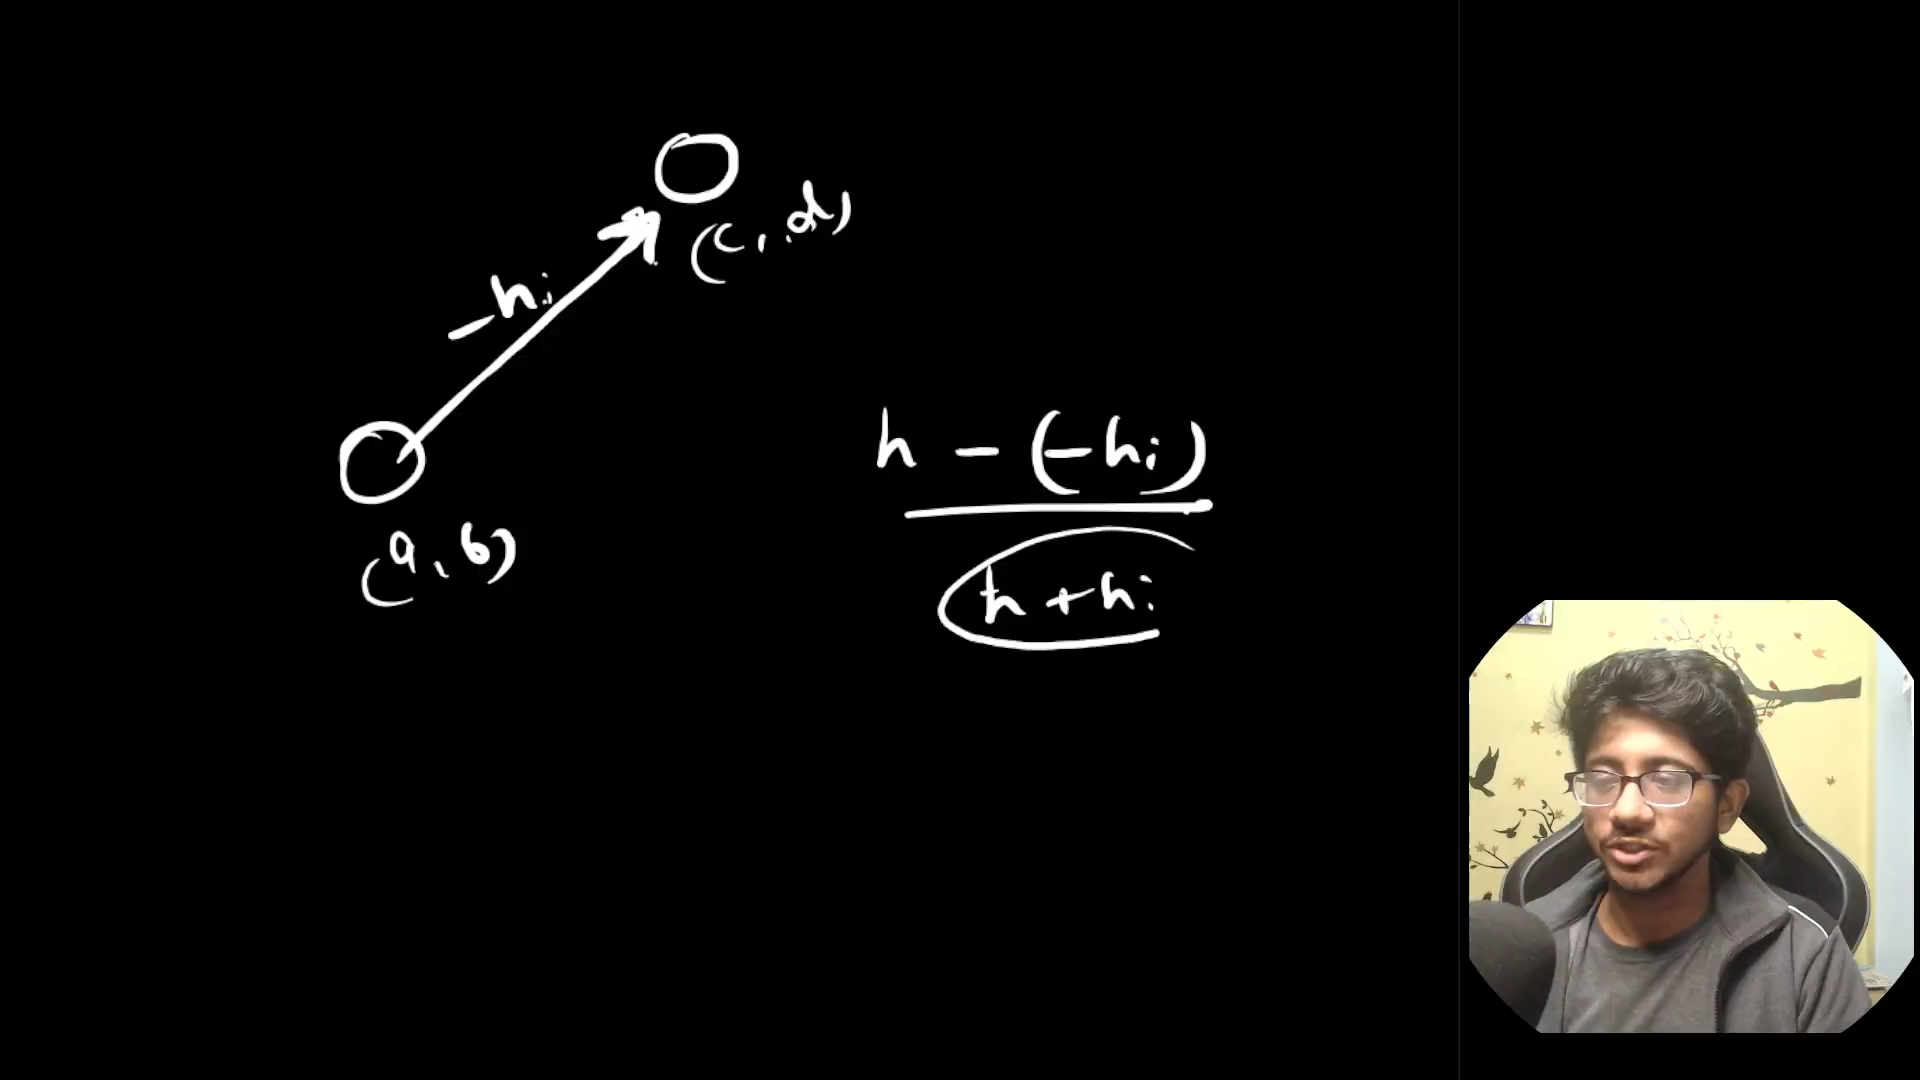 (c, d)
-hi
h - (-hi)
(a, b)
h + hi